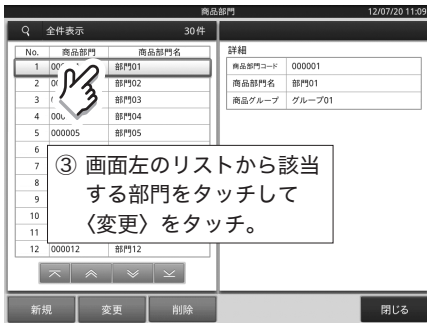 商品部門 12/07/20 11:09
全件表示 30件
No. 商品部門 商品部門名
1 部門01
2 部門02
3 部門03
4 部門04
5 000005 部門05
6
7
8
9
10
11
12 000012 部門12
③ 画面左のリストから該当
する部門をタッチして
〈変更〉をタッチ。
詳細
商品部門コード 000001
商品部門名 部門01
商品グループ グループ01
新規 変更 削除 閉じる